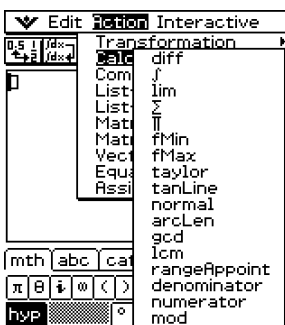 Edit Action Interactive
Transformation
Calc
Com
List
List
Matr
Matr
Vect
Equa
Assi
diff
∫
lim
Σ
∏
fMin
fMax
taylor
tanLine
normal
arcLen
gcd
lcm
rangeAppoint
denominator
numerator
mod
mth abc cat
π θ i ∞ ( )
hyp °